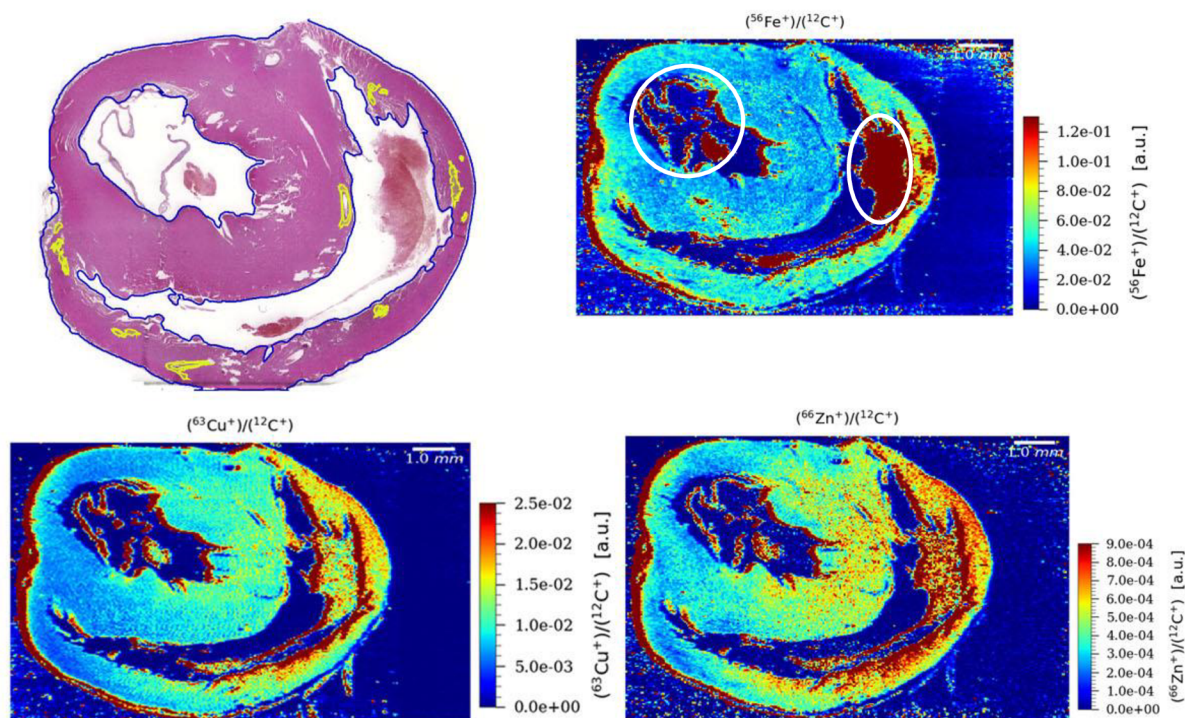 (⁵⁶Fe⁺)/(¹²C⁺)
1.0 mm
1.2e-01
1.0e-01
8.0e-02
6.0e-02
4.0e-02
2.0e-02
0.0e+00
(⁵⁶Fe⁺)/(¹²C⁺) [a.u.]
(⁶³Cu⁺)/(¹²C⁺)
1.0 mm
2.5e-02
2.0e-02
1.5e-02
1.0e-02
5.0e-03
0.0e+00
(⁶³Cu⁺)/(¹²C⁺) [a.u.]
(⁶⁶Zn⁺)/(¹²C⁺)
1.0 mm
9.0e-04
8.0e-04
7.0e-04
6.0e-04
5.0e-04
4.0e-04
3.0e-04
2.0e-04
1.0e-04
0.0e+00
(⁶⁶Zn⁺)/(¹²C⁺) [a.u.]